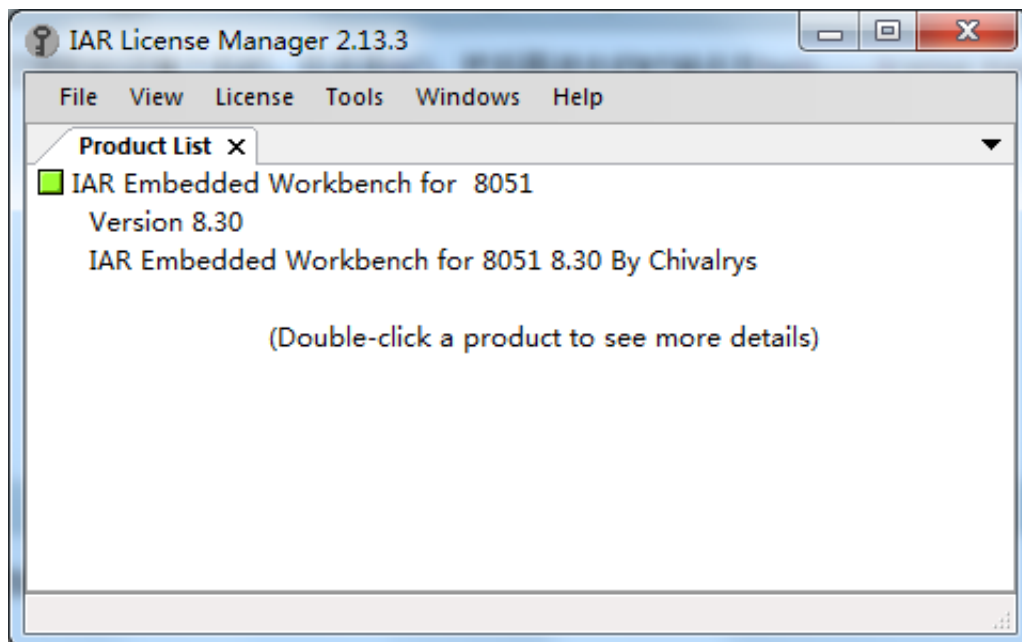 IAR License Manager 2.13.3
File View License Tools Windows Help
Product List
IAR Embedded Workbench for 8051
Version 8.30
IAR Embedded Workbench for 8051 8.30 By Chivalrys
(Double-click a product to see more details)